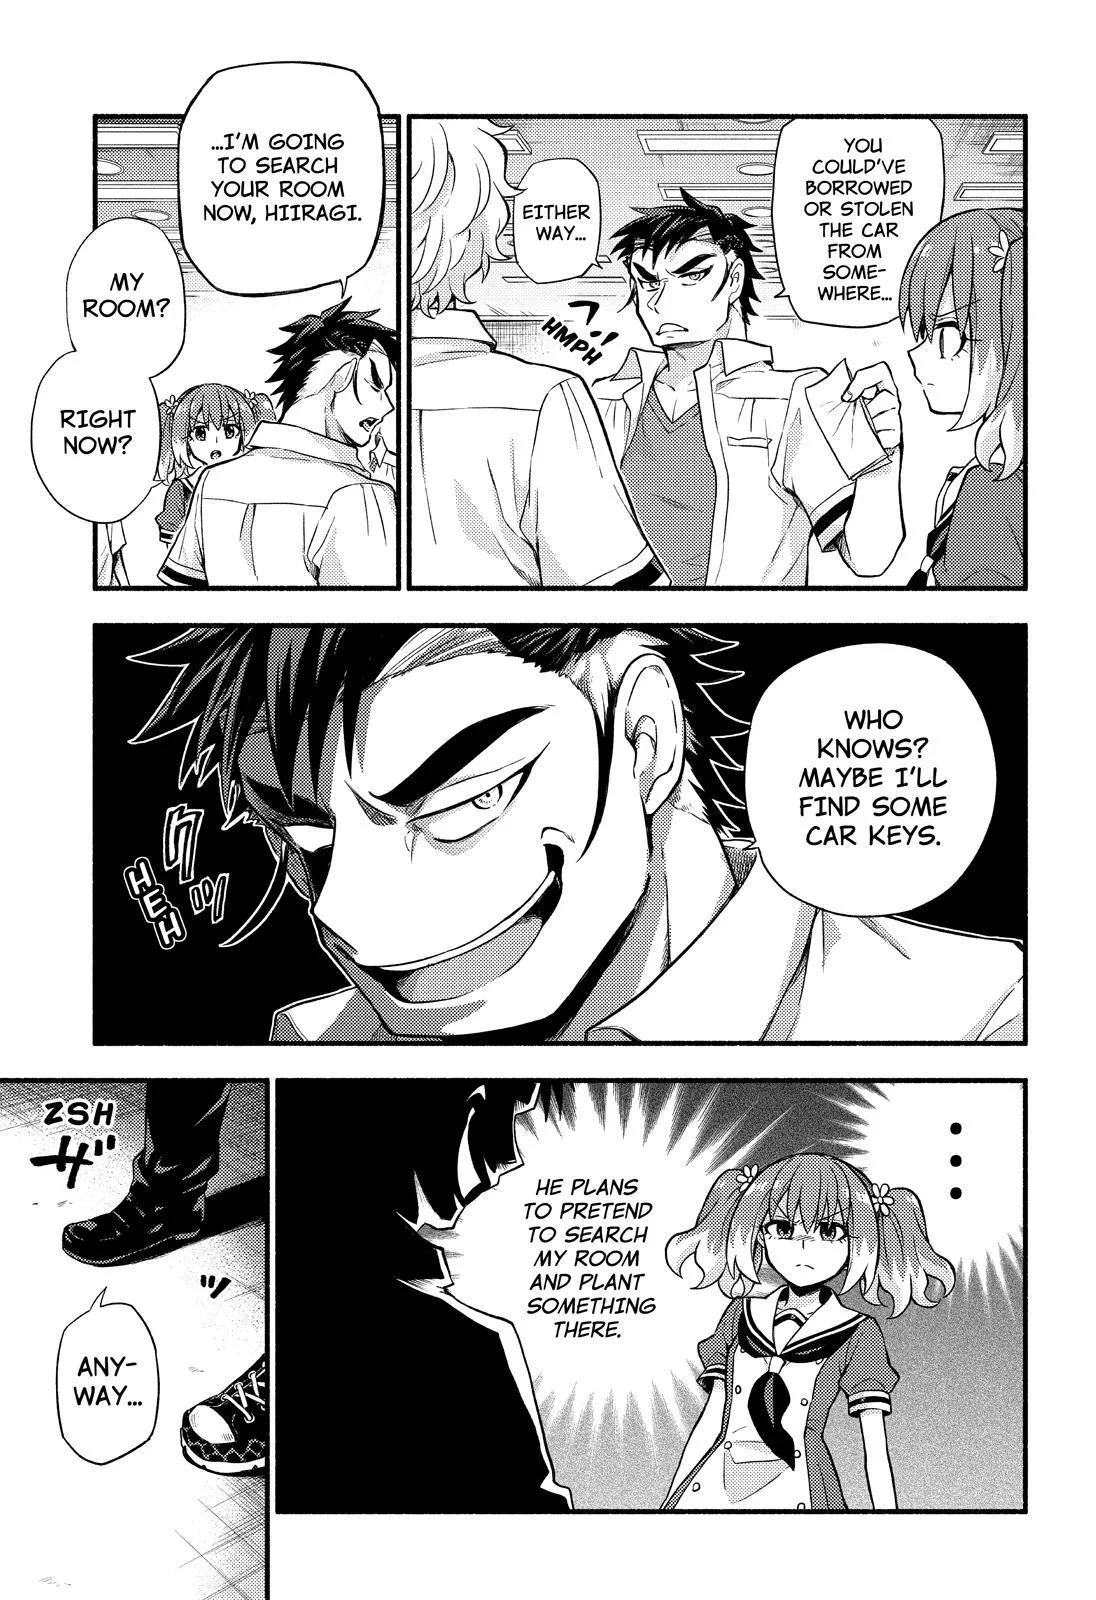 YOU
COULD'VE
BORROWED
OR STOLEN
THE CAR
FROM
SOME-
WHERE...
EITHER
WAY...
HMPH
...I'M GOING
TO SEARCH
YOUR ROOM
NOW, HIIRAGI.
MY
ROOM?
RIGHT
NOW?
WHO
KNOWS?
MAYBE I'LL
FIND SOME
CAR KEYS.
HEH
...
HE PLANS
TO PRETEND
TO SEARCH
MY ROOM
AND PLANT
SOMETHING
THERE.
ZSH
ザ
ANY-
WAY...